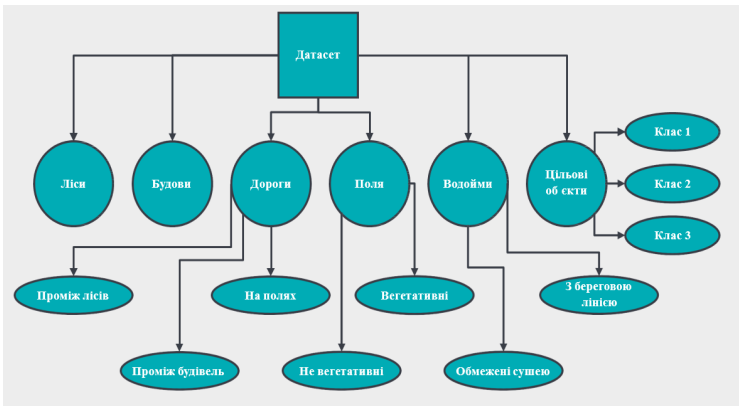 Датасет
Ліси
Будови
Дороги
Поля
Водойми
Цільові
об єкти
Клас 1
Клас 2
Клас 3
Проміж лісів
На полях
Вегетативні
З береговою
лінією
Проміж будівель
Не вегетативні
Обмежені сушею